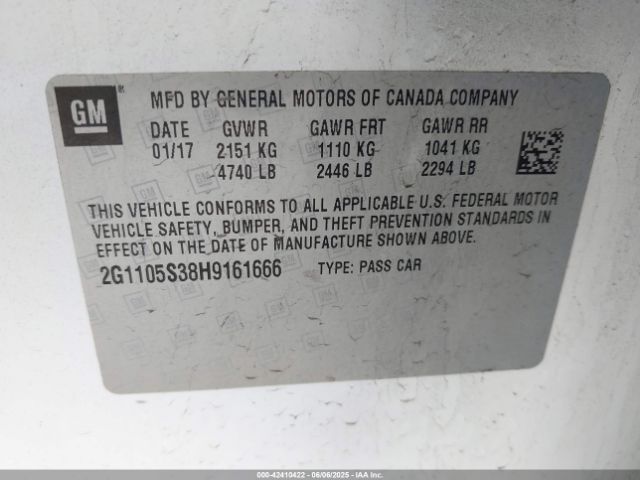 GM
MFD BY GENERAL MOTORS OF CANADA COMPANY
DATE GVWR GAWR FRT GAWR RR
01/17 2151 KG 1110 KG 1041 KG
4740 LB 2446 LB 2294 LB
THIS VEHICLE CONFORMS TO ALL APPLICABLE U.S. FEDERAL MOTOR
VEHICLE SAFETY, BUMPER, AND THEFT PREVENTION STANDARDS IN
EFFECT ON THE DATE OF MANUFACTURE SHOWN ABOVE.
2G1105S38H9161666 TYPE: PASS CAR
000-42410422 - 06/06/2025 - IAAI.COM